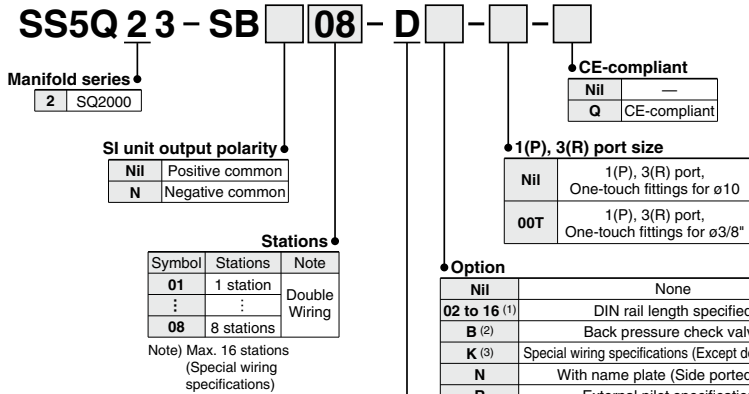 SS5Q 2 3 - SB 08 - D - -
Manifold series
2 SQ2000
SI unit output polarity
Nil Positive common
N Negative common
Stations
Symbol Stations Note
01 1 station Double Wiring
⋮ ⋮
08 8 stations
Note) Max. 16 stations
(Special wiring
specifications)
CE-compliant
Nil —
Q CE-compliant
1(P), 3(R) port size
Nil 1(P), 3(R) port,
One-touch fittings for ø10
00T 1(P), 3(R) port,
One-touch fittings for ø3/8"
Option
Nil None
02 to 16 (1) DIN rail length specified
B (2) Back pressure check
K (3) Special wiring specifications (Except
N With name plate (Side ported